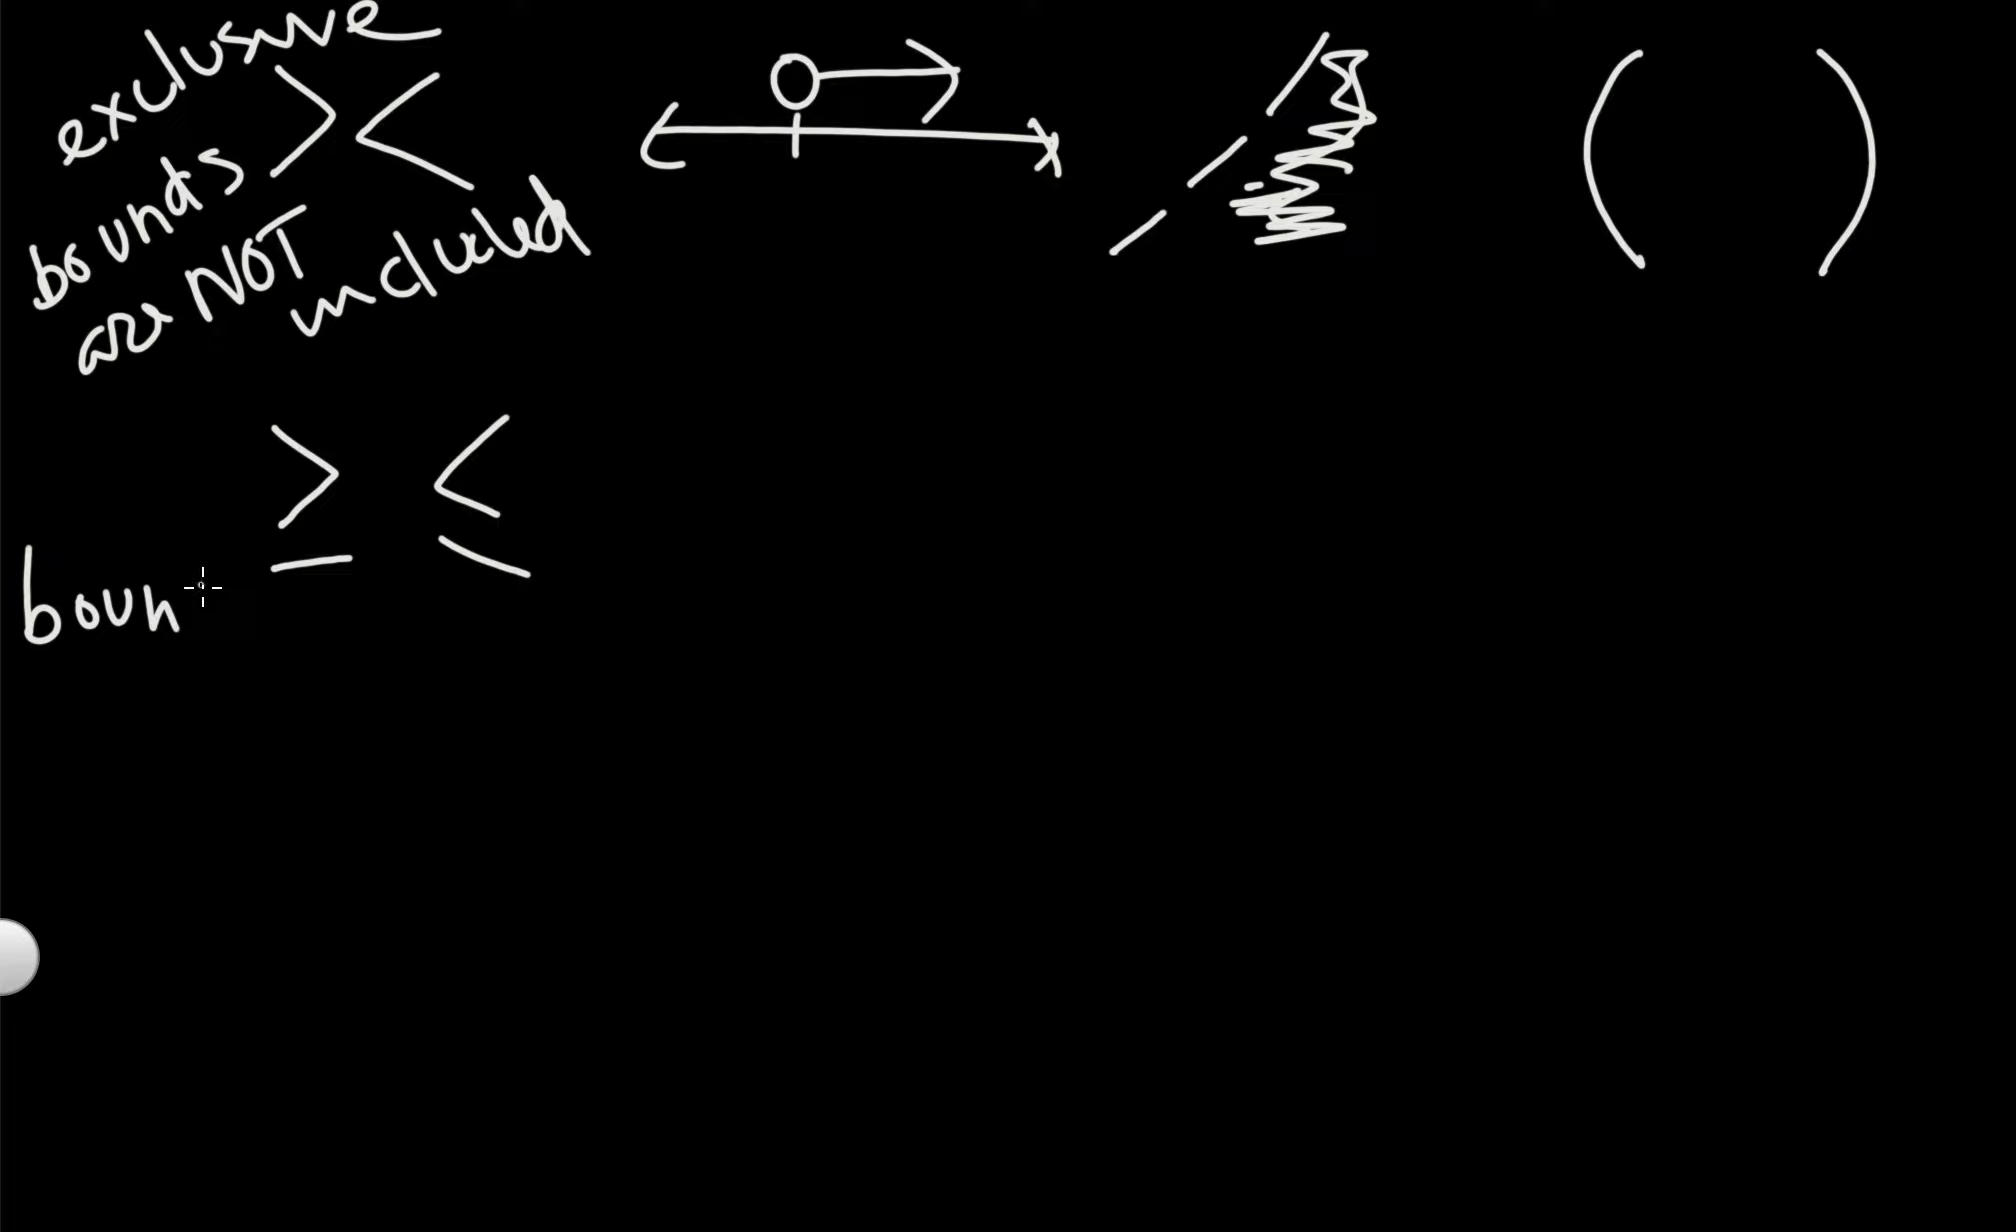 exclusive
> <
bounds
are NOT
included
( )
≥ ≤
boun